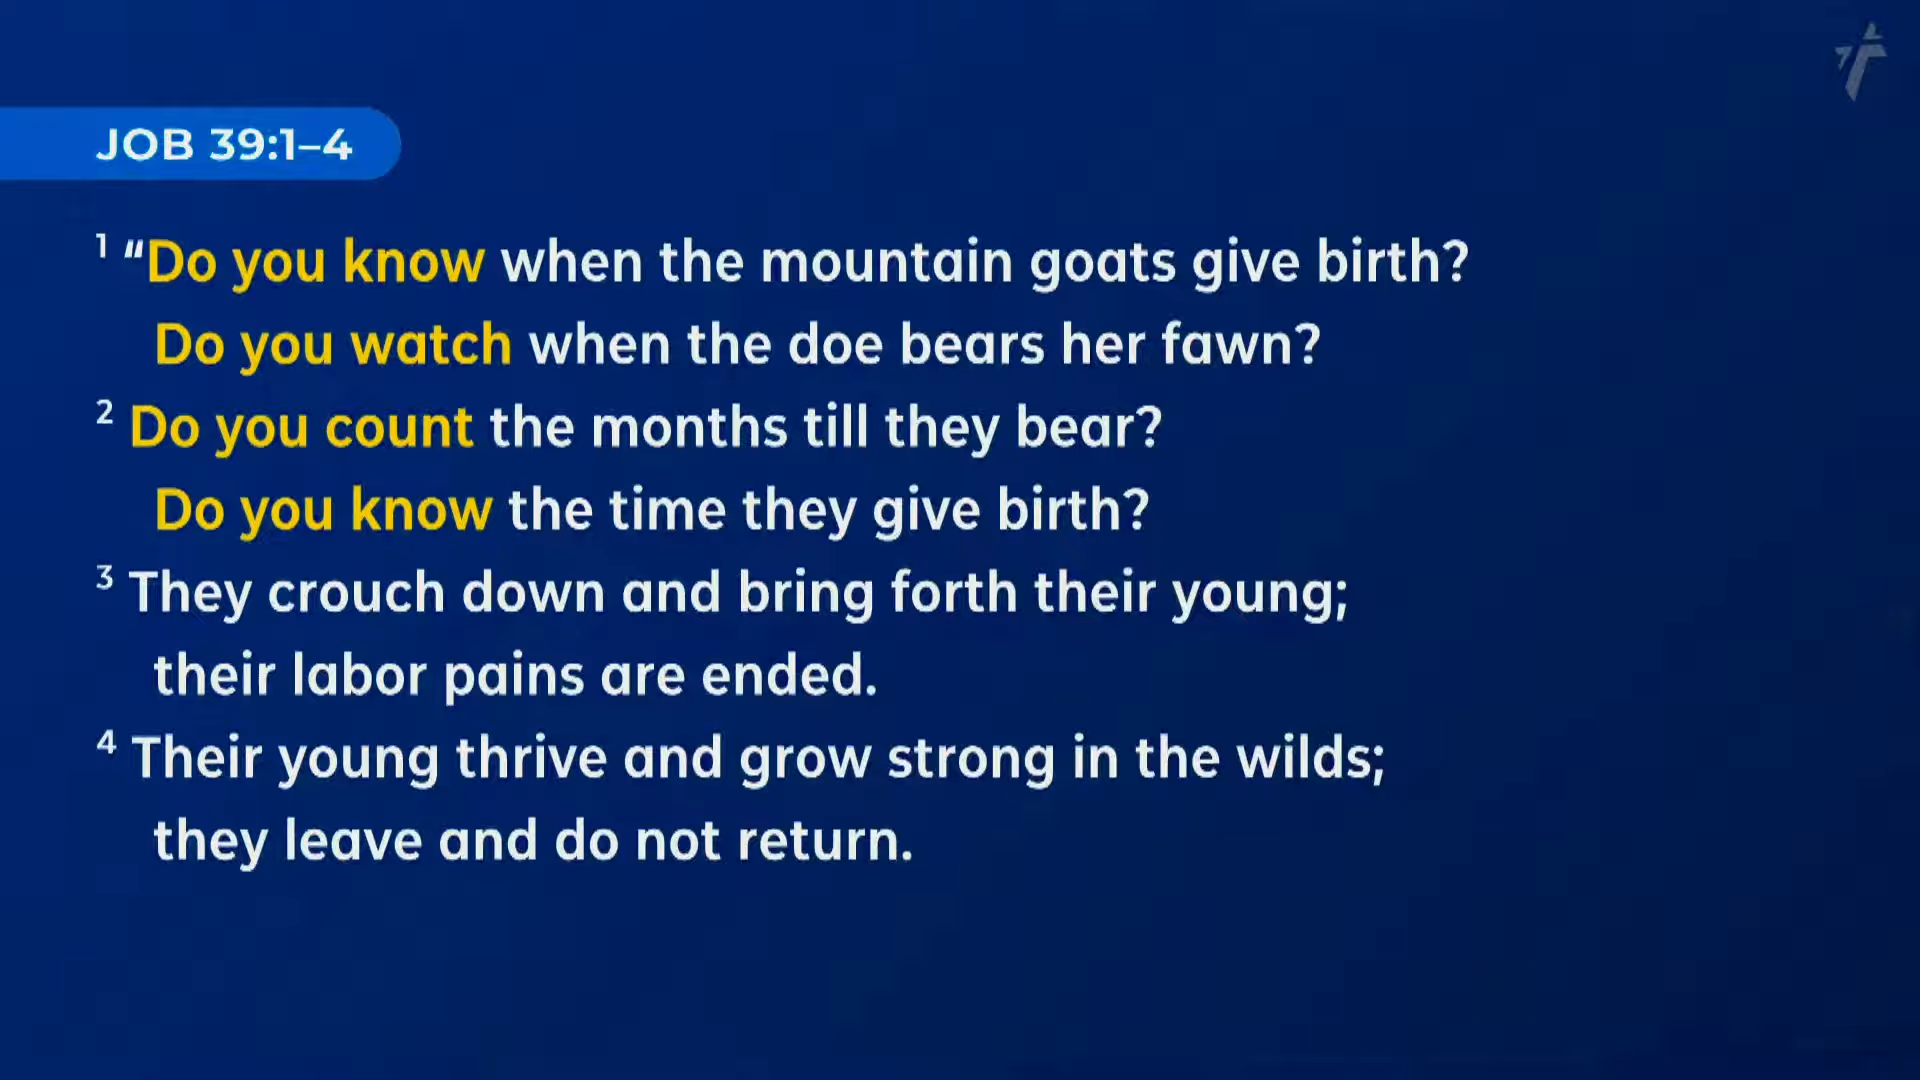 JOB 39:1–4
1 "Do you know when the mountain goats give birth?
Do you watch when the doe bears her fawn?
2 Do you count the months till they bear?
Do you know the time they give birth?
3 They crouch down and bring forth their young;
their labor pains are ended.
4 Their young thrive and grow strong in the wilds;
they leave and do not return.